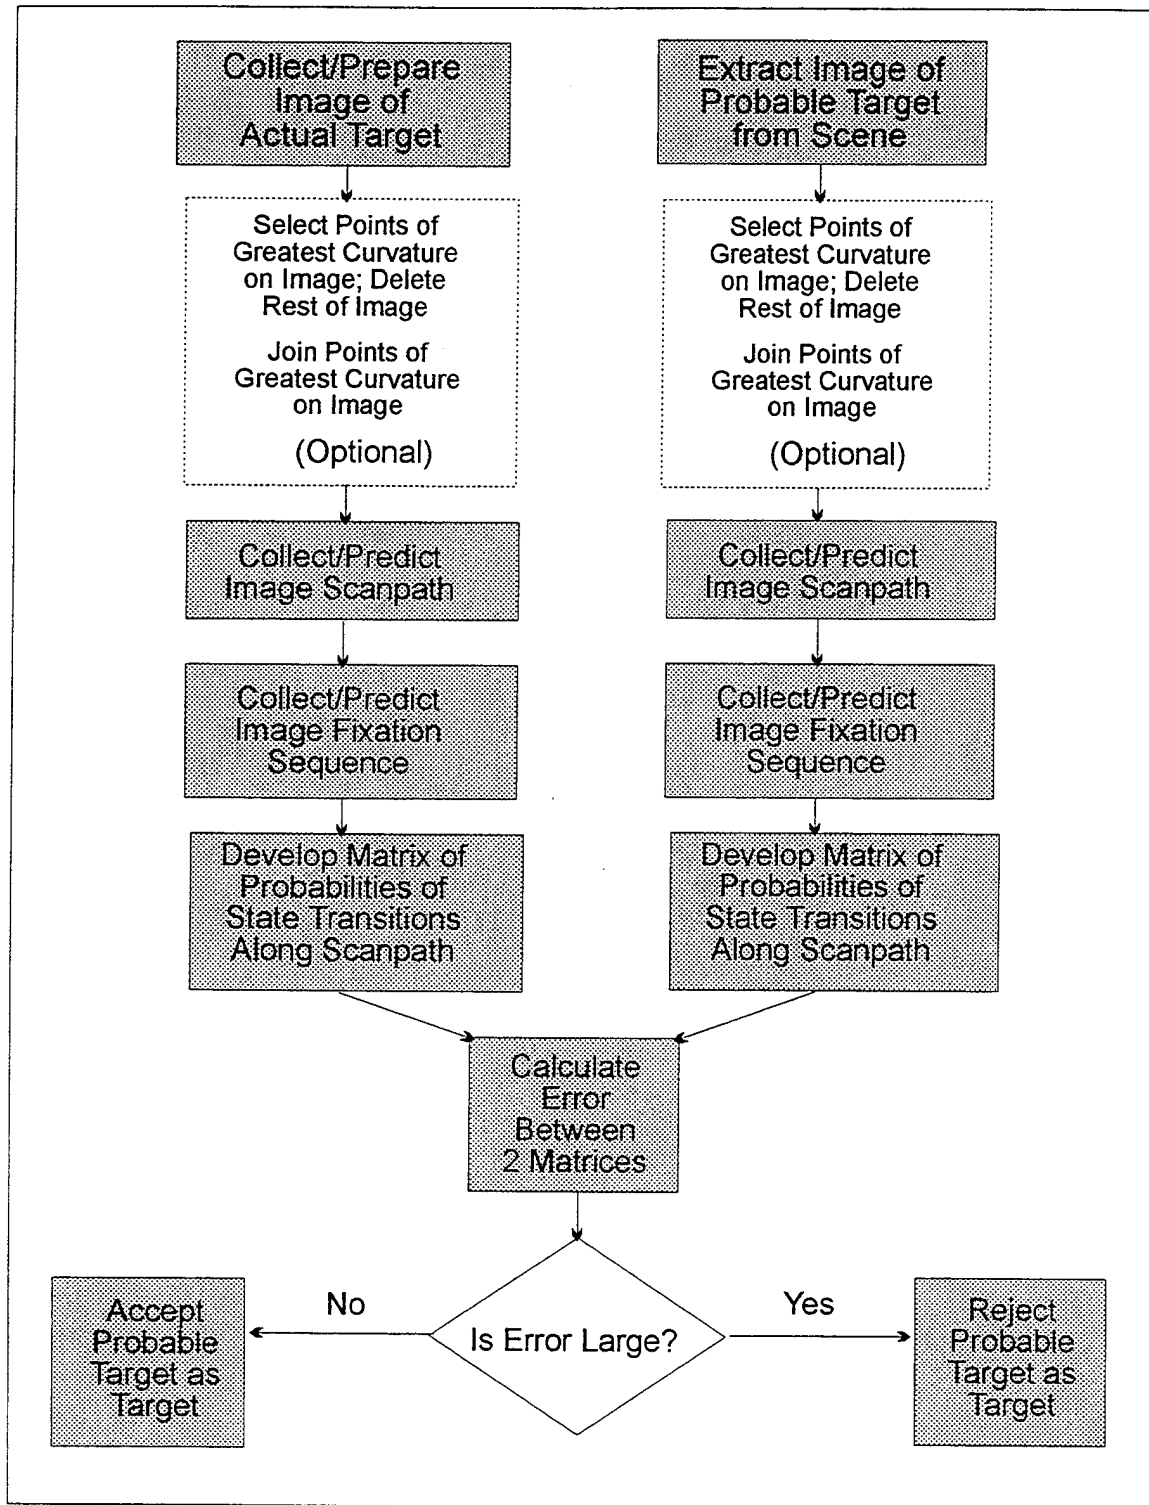 Collect/Prepare
Image of
Actual Target
Extract Image of
Probable Target
from Scene
Select Points of
Greatest Curvature
on Image; Delete
Rest of Image
Join Points of
Greatest Curvature
on Image
(Optional)
Select Points of
Greatest Curvature
on Image; Delete
Rest of Image
Join Points of
Greatest Curvature
on Image
(Optional)
Collect/Predict
Image Scanpath
Collect/Predict
Image Scanpath
Collect/Predict
Image Fixation
Sequence
Collect/Predict
Image Fixation
Sequence
Develop Matrix of
Probabilities of
State Transitions
Along Scanpath
Develop Matrix of
Probabilities of
State Transitions
Along Scanpath
Calculate
Error
Between
2 Matrices
Is Error Large?
No
Yes
Accept
Probable
Target as
Target
Reject
Probable
Target as
Target